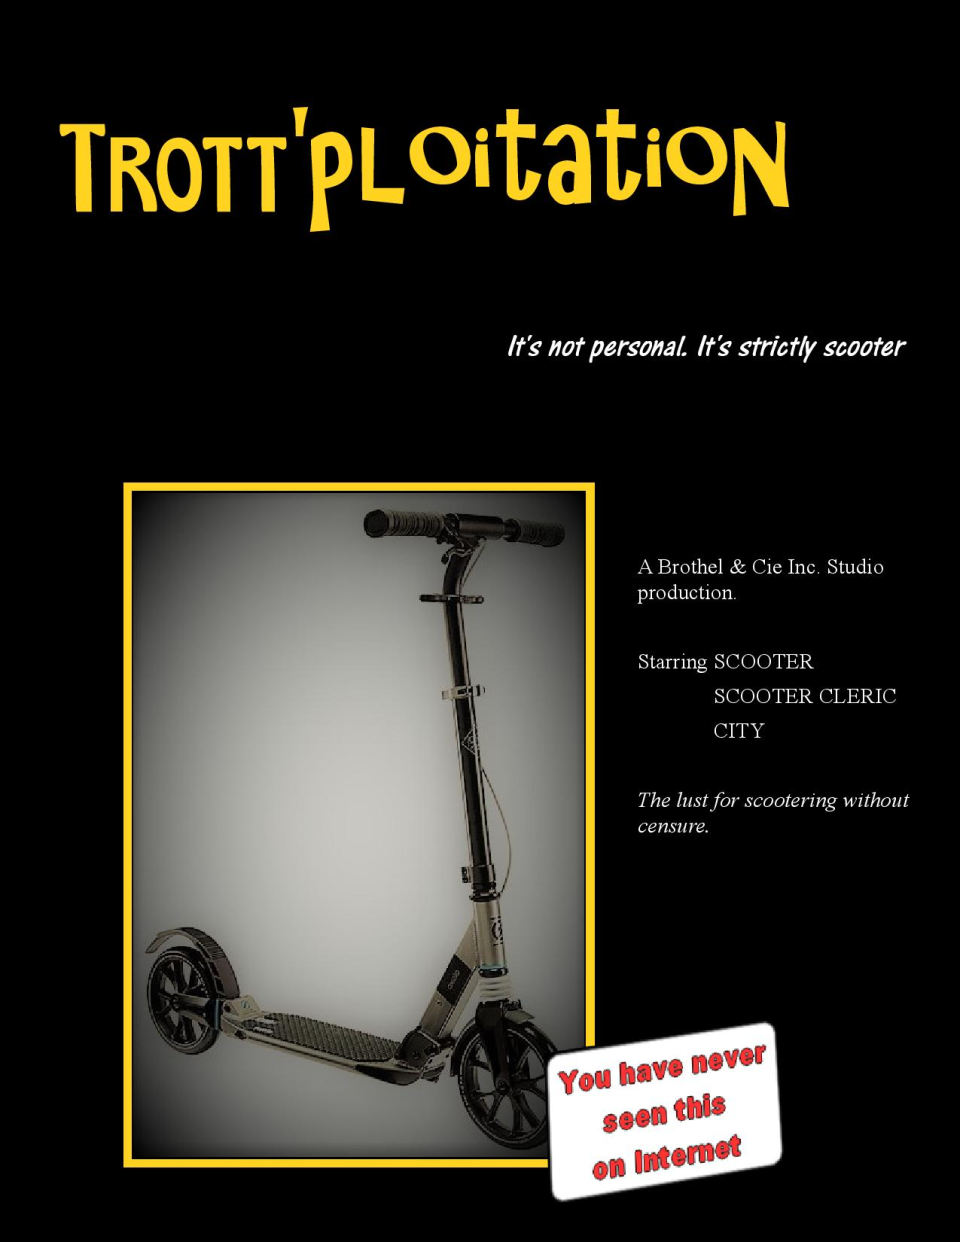 Trott'ploitation
It's not personal. It's strictly scooter
A Brothel & Cie Inc. Studio
production.
Starring SCOOTER
SCOOTER CLERIC
CITY
The lust for scootering without
censure.
You have never
seen this
on Internet